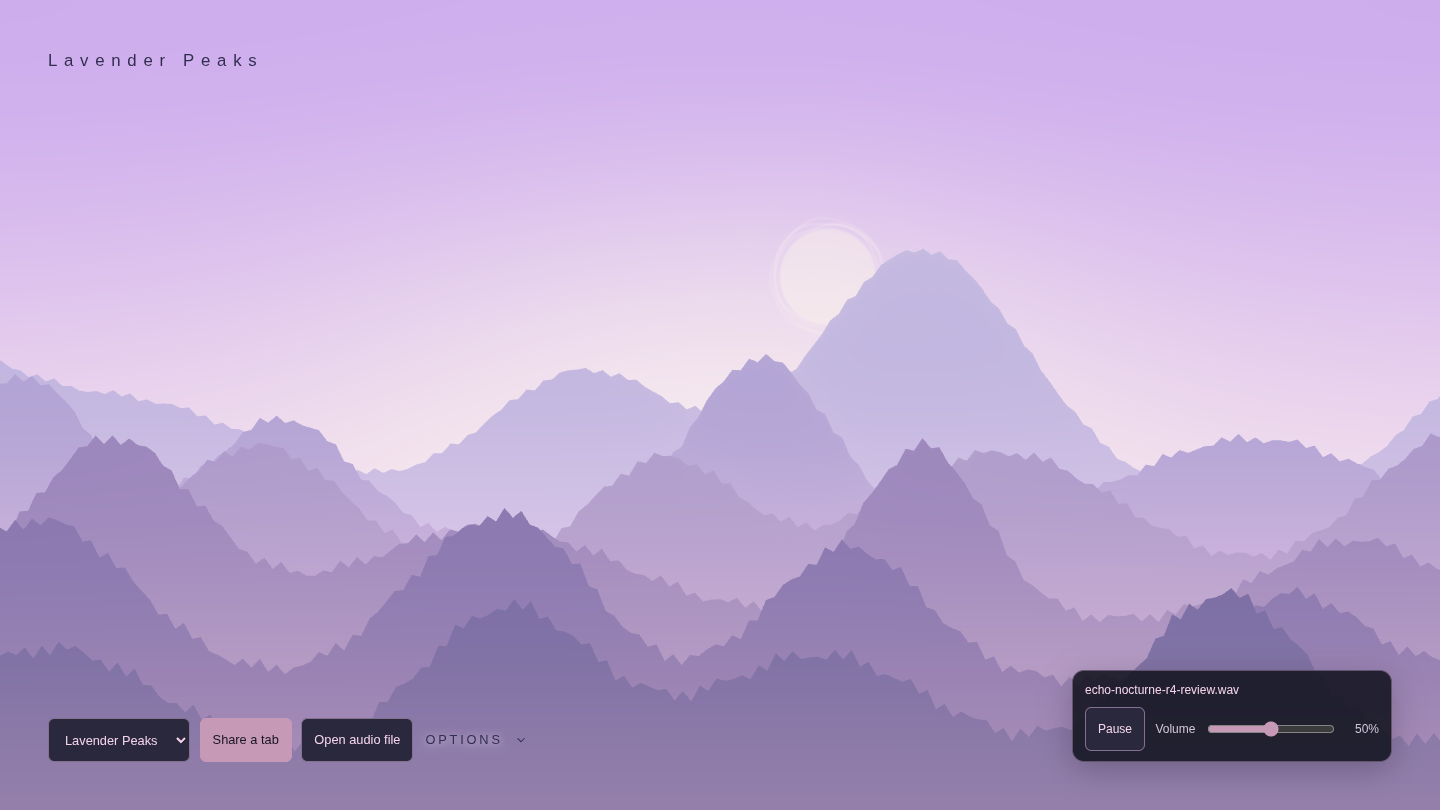 Lavender Peaks
echo-nocturne-r4-review.wav
Pause Volume 50%
Lavender Peaks Share a tab Open audio file OPTIONS